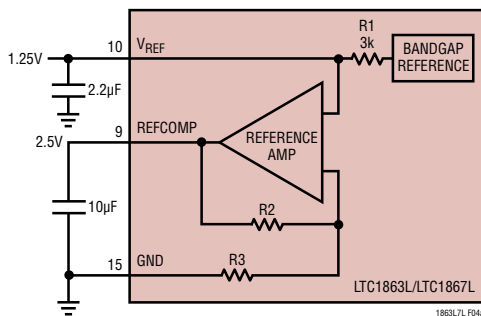 R1
3k
BANDGAP
REFERENCE
10
VREF
1.25V
2.2µF
9
REFCOMP
2.5V
REFERENCE
AMP
10µF
R2
15
GND
R3
LTC1863L/LTC1867L
1863L7L F04a